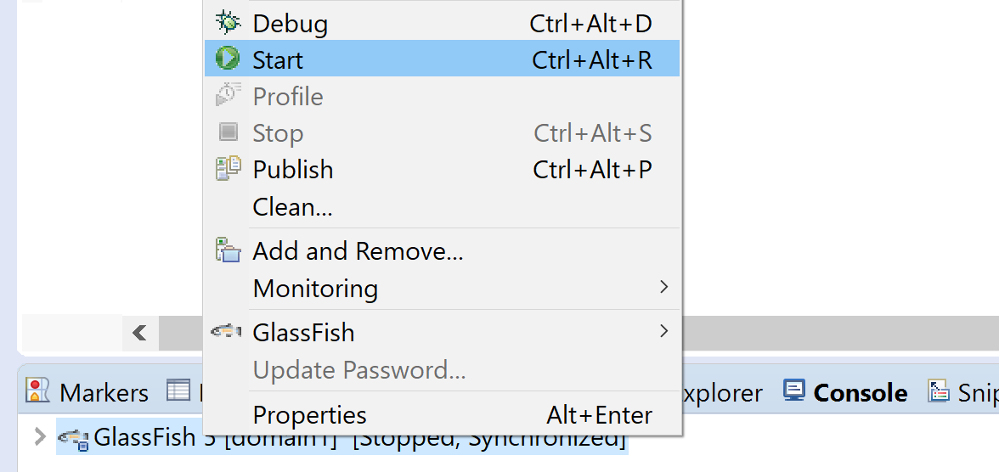 Debug Ctrl+Alt+D
Start Ctrl+Alt+R
Profile
Stop Ctrl+Alt+S
Publish Ctrl+Alt+P
Clean...
Add and Remove...
Monitoring
GlassFish
Update Password...
Properties Alt+Enter
Markers xplorer Console Snip
GlassFish 5 [domain1] [Stopped, Synchronized]